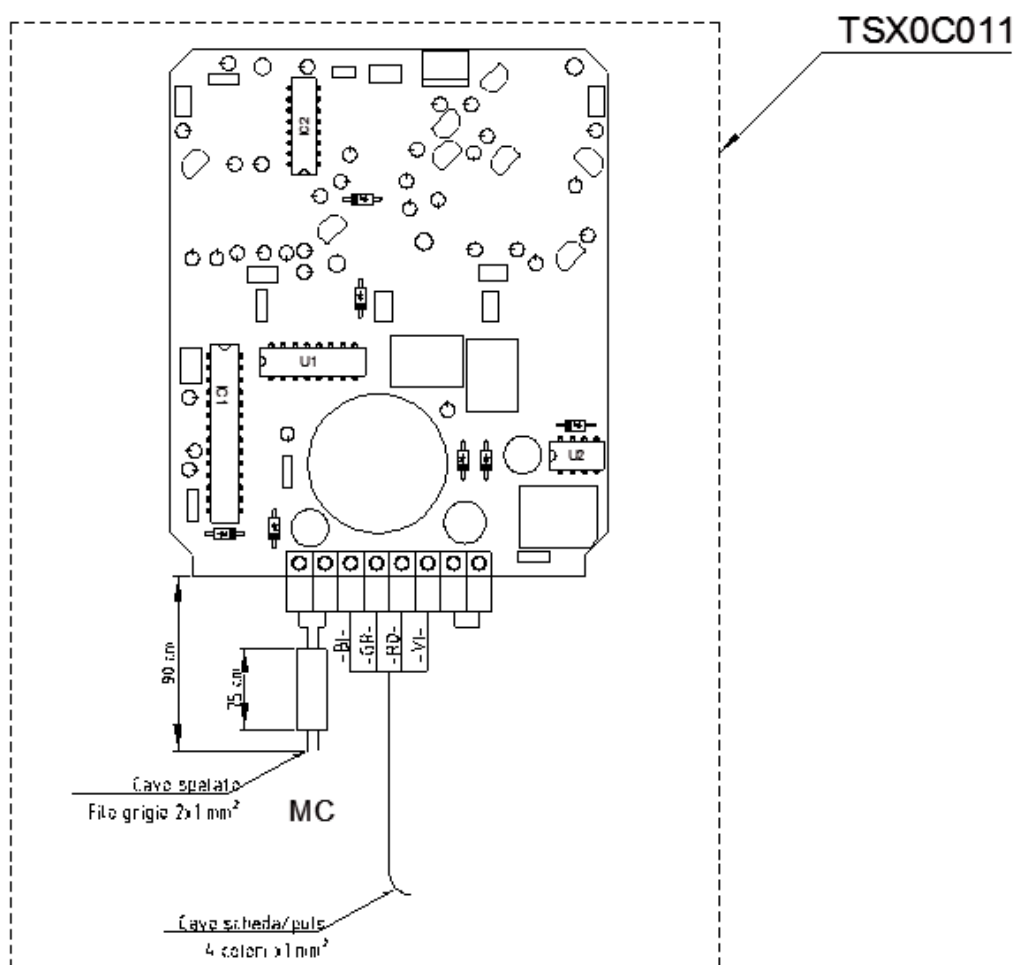 TSX0C011
IC2
U1
IC1
U2
-BI-
-GR-
-RO-
-VI-
90 cm
75 cm
Cavo spelato
Filo grigio 2x1 mm²
MC
Cavo scheda/puls
4 colori x1 mm²